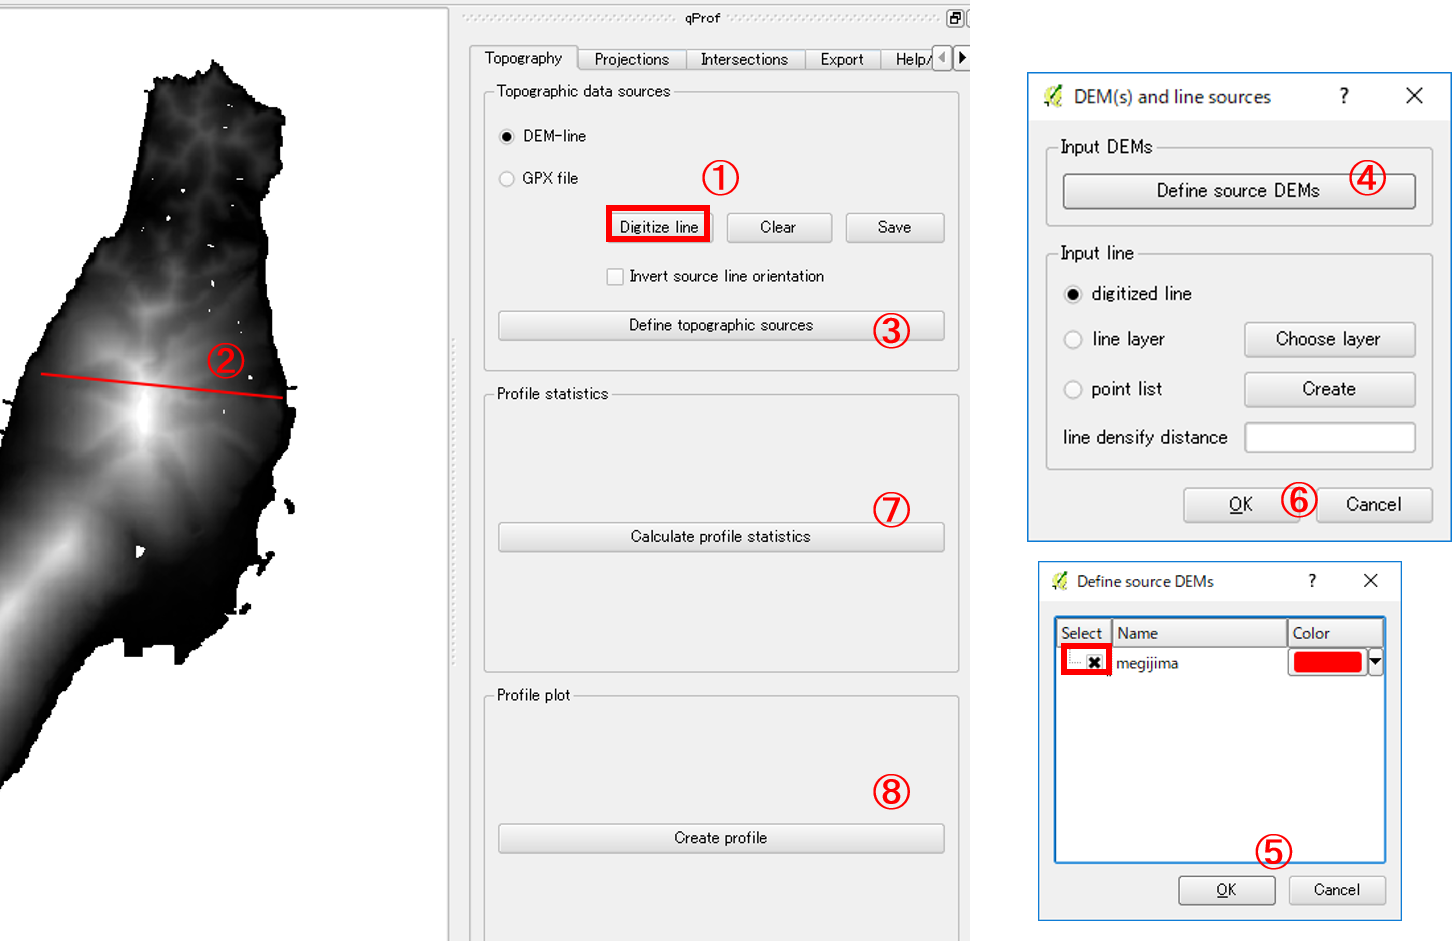 qProf
Topography Projections Intersections Export Help/
Topographic data sources
DEM-line
GPX file
①
Digitize line Clear Save
Invert source line orientation
Define topographic sources
③
②
Profile statistics
⑦
Calculate profile statistics
Profile plot
⑧
Create profile
DEM(s) and line sources ?
Input DEMs
Define source DEMs
④
Input line
digitized line
line layer Choose layer
point list Create
line densify distance
OK ⑥ Cancel
Define source DEMs ?
Select Name Color
megijima
⑤
OK Cancel